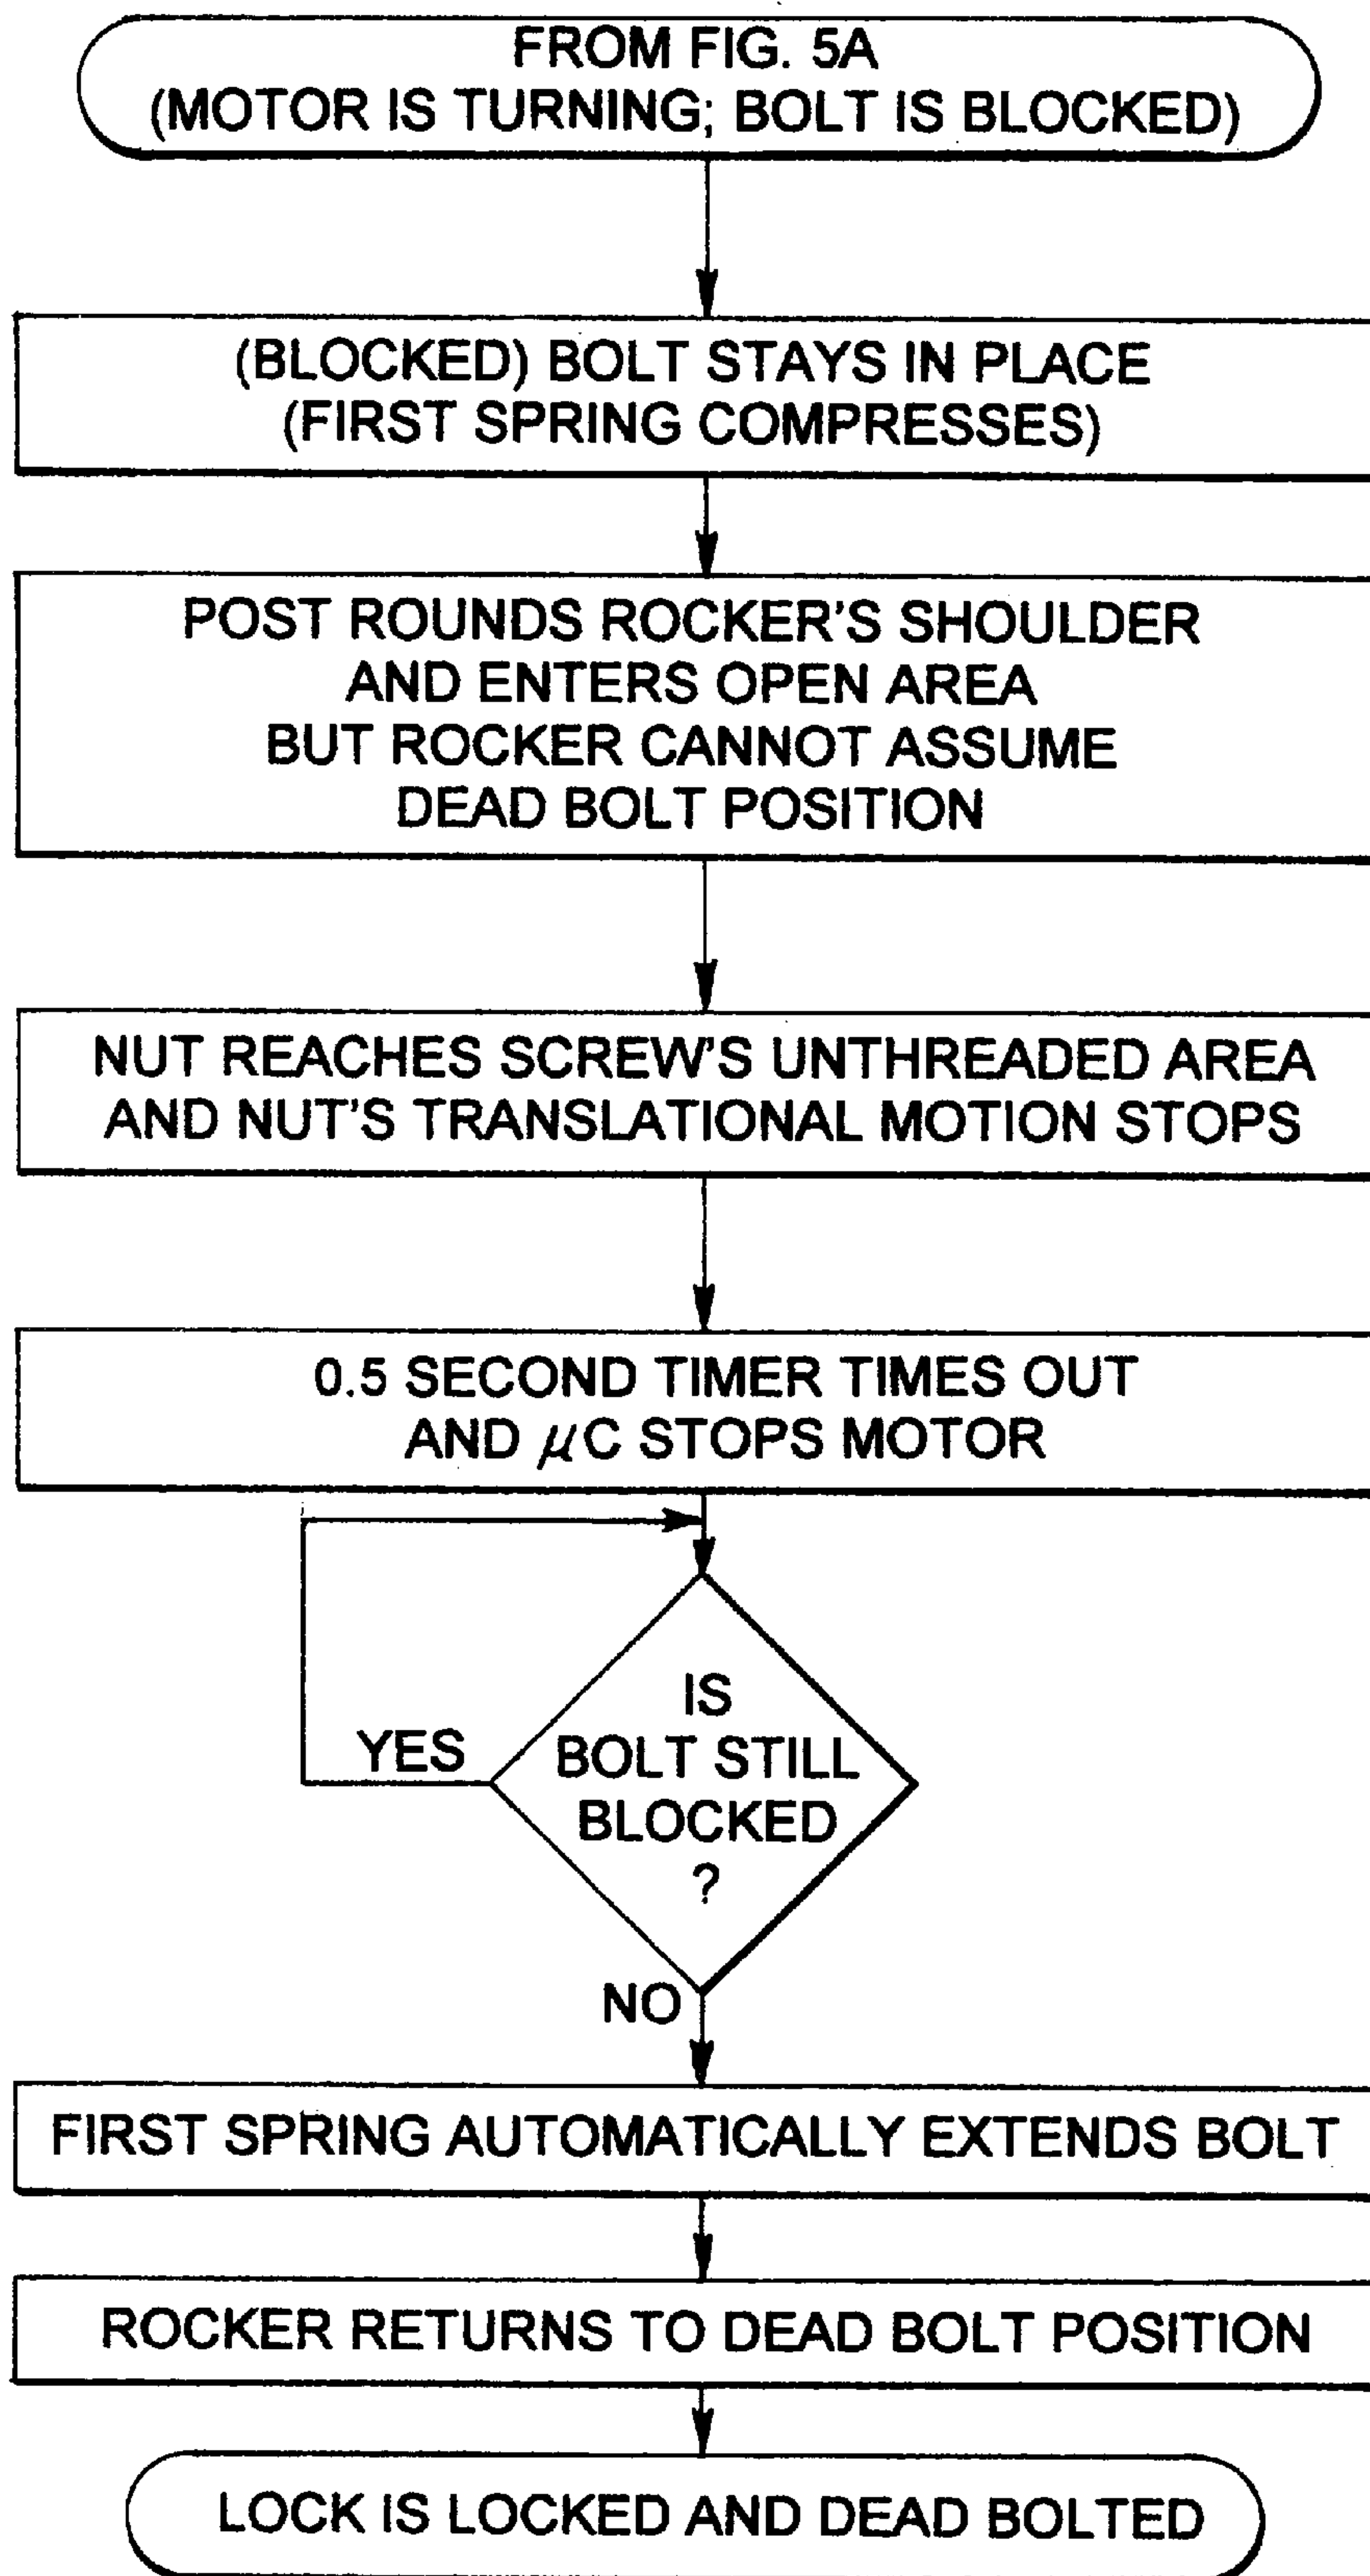 FROM FIG. 5A
(MOTOR IS TURNING; BOLT IS BLOCKED)
(BLOCKED) BOLT STAYS IN PLACE
(FIRST SPRING COMPRESSES)
POST ROUNDS ROCKER'S SHOULDER
AND ENTERS OPEN AREA
BUT ROCKER CANNOT ASSUME
DEAD BOLT POSITION
NUT REACHES SCREW'S UNTHREADED AREA
AND NUT'S TRANSLATIONAL MOTION STOPS
0.5 SECOND TIMER TIMES OUT
AND μC STOPS MOTOR
IS
BOLT STILL
BLOCKED
?
YES
NO
FIRST SPRING AUTOMATICALLY EXTENDS BOLT
ROCKER RETURNS TO DEAD BOLT POSITION
LOCK IS LOCKED AND DEAD BOLTED